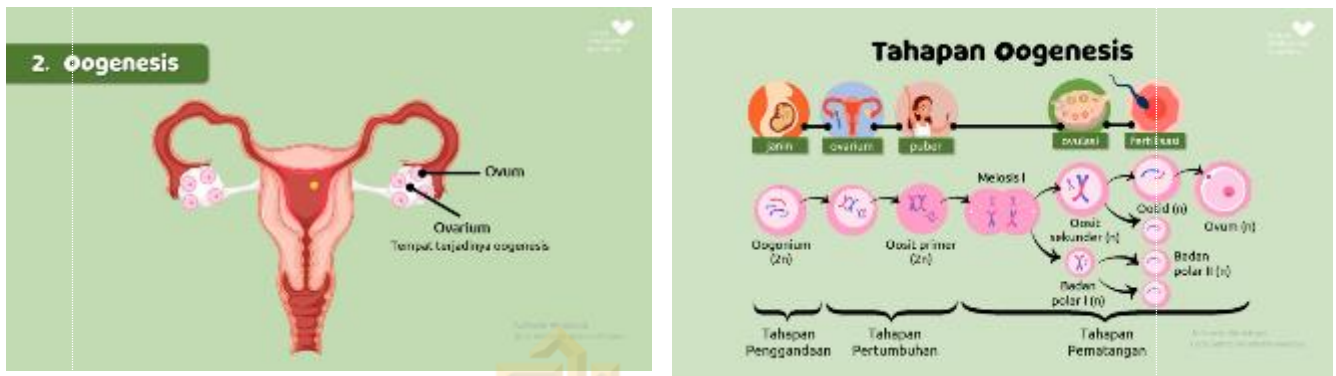 2. Oogenesis
Ovum
Ovarium
Tempat terjadinya oogenesis
Tahapan Oogenesis
janin
ovarium
puber
ovulasi
fertilisasi
Meiosis I
Oogonium
(2n)
Oosit primer
(2n)
Oosit
sekunder (n)
Ootid (n)
Ovum (n)
Badan
polar I (n)
Badan
polar II (n)
Tahapan
Penggandaan
Tahapan
Pertumbuhan
Tahapan
Pematangan